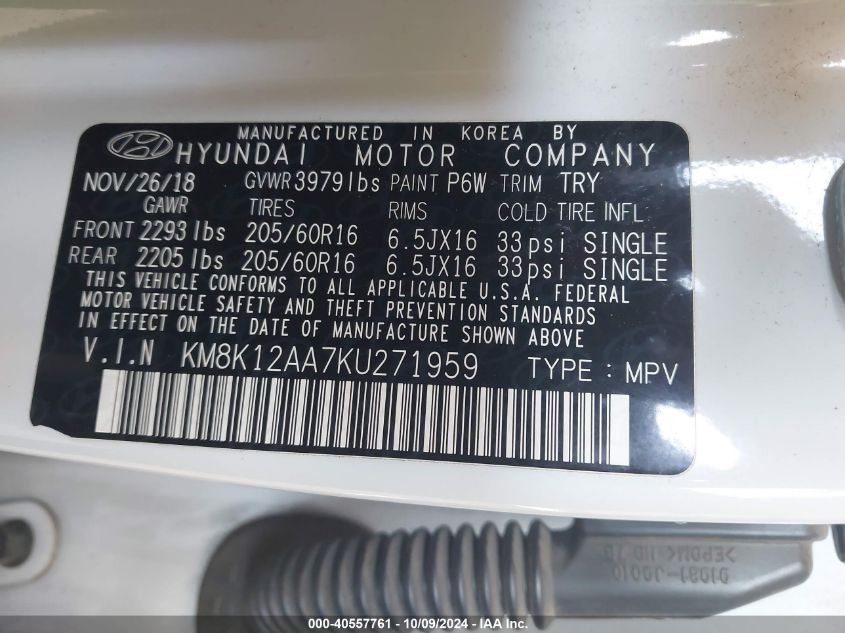 MANUFACTURED IN KOREA BY
HYUNDAI MOTOR COMPANY
NOV/26/18 GVWR 3979lbs PAINT P6W TRIM TRY
GAWR TIRES RIMS COLD TIRE INFL
FRONT 2293lbs 205/60R16 6.5JX16 33psi SINGLE
REAR 2205lbs 205/60R16 6.5JX16 33psi SINGLE
THIS VEHICLE CONFORMS TO ALL APPLICABLE U.S.A. FEDERAL
MOTOR VEHICLE SAFETY AND THEFT PREVENTION STANDARDS
IN EFFECT ON THE DATE OF MANUFACTURE SHOWN ABOVE
V.I.N KM8K12AA7KU271959 TYPE : MPV
91981-J9010
000-40557761 - 10/09/2024 - IAA Inc.